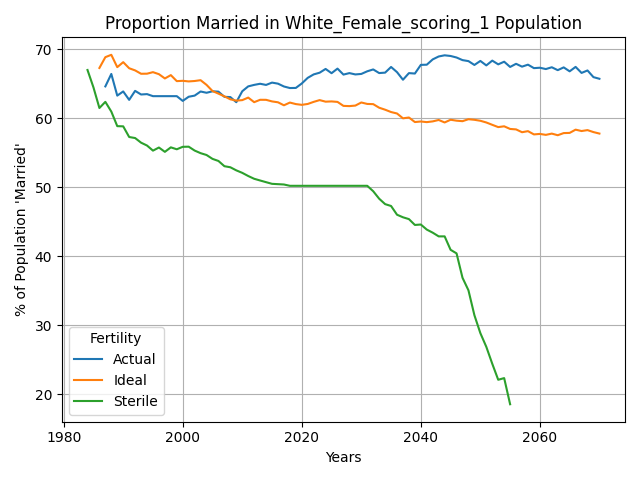 Proportion Married in White_Female_scoring_1 Population
% of Population 'Married'
70
60
50
40
30
20
Fertility
Actual
Ideal
Sterile
1980 2000 2020 2040 2060
Years